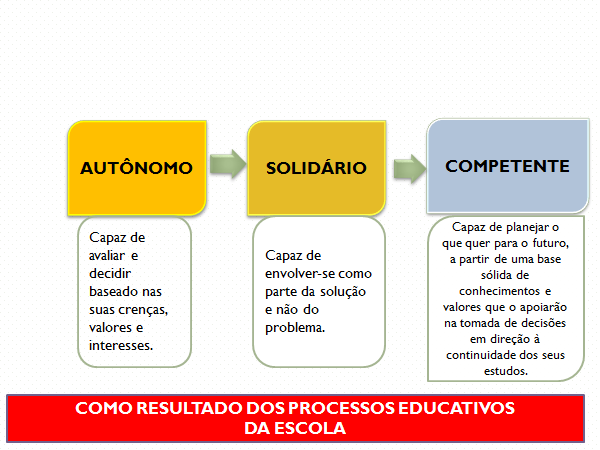 AUTÔNOMO
SOLIDÁRIO
COMPETENTE
Capaz de
avaliar e
decidir
baseado nas
suas crenças,
valores e
interesses.
Capaz de
envolver-se como
parte da solução
e não do
problema.
Capaz de planejar o
que quer para o futuro,
a partir de uma base
sólida de
conhecimentos e
valores que o apoiarão
na tomada de decisões
em direção à
continuidade dos seus
estudos.
COMO RESULTADO DOS PROCESSOS EDUCATIVOS
DA ESCOLA